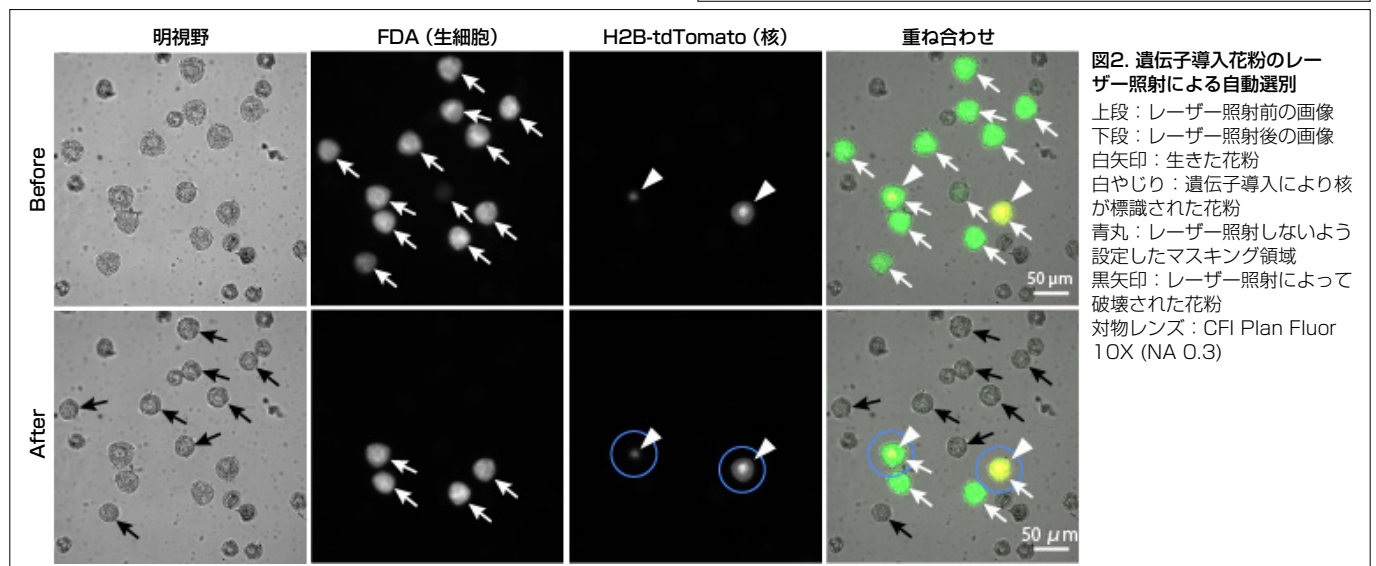 明視野
FDA（生細胞）
H2B-tdTomato（核）
重ね合わせ
Before
50 μm
After
50 μm
図2. 遺伝子導入花粉のレー
ザー照射による自動選別
上段：レーザー照射前の画像
下段：レーザー照射後の画像
白矢印：生きた花粉
白やじり：遺伝子導入により核
が標識された花粉
青丸：レーザー照射しないよう
設定したマスキング領域
黒矢印：レーザー照射によって
破壊された花粉
対物レンズ：CFI Plan Fluor
10X (NA 0.3)